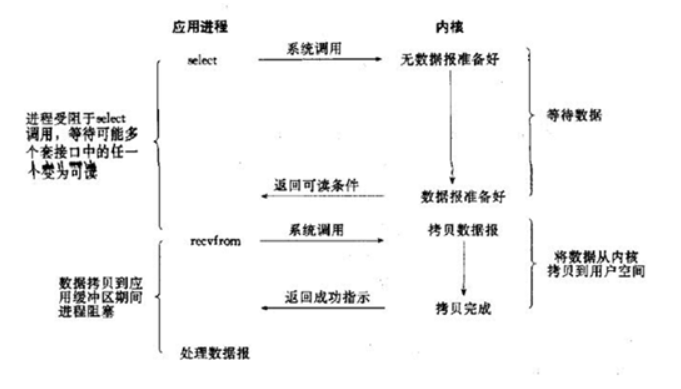 应用进程
内核
select
系统调用
无数据报准备好
进程受阻于select
调用，等待可能多
个套接口中的任一
个变为可读
等待数据
返回可读条件
数据报准备好
recvfrom
系统调用
拷贝数据报
数据拷贝到应
用缓冲区期间
进程阻塞
将数据从内核
拷贝到用户空间
返回成功指示
拷贝完成
处理数据报